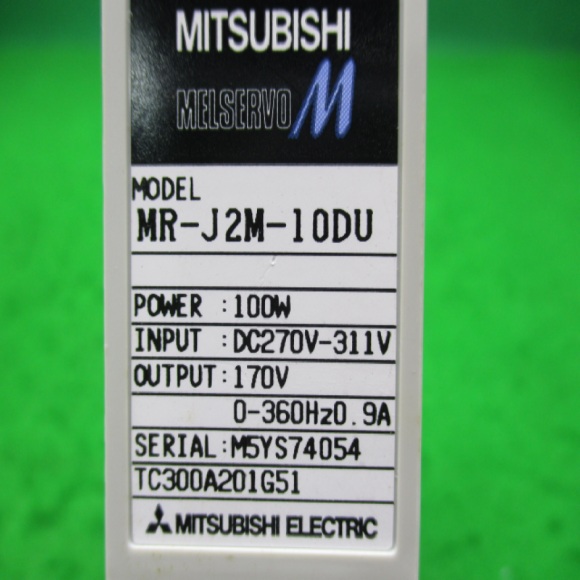 MITSUBISHI
MELSERVO M
MODEL
MR-J2M-10DU
POWER :100W
INPUT :DC270V-311V
OUTPUT:170V
0-360Hz0.9A
SERIAL:M5YS74054
TC300A201G51
MITSUBISHI ELECTRIC